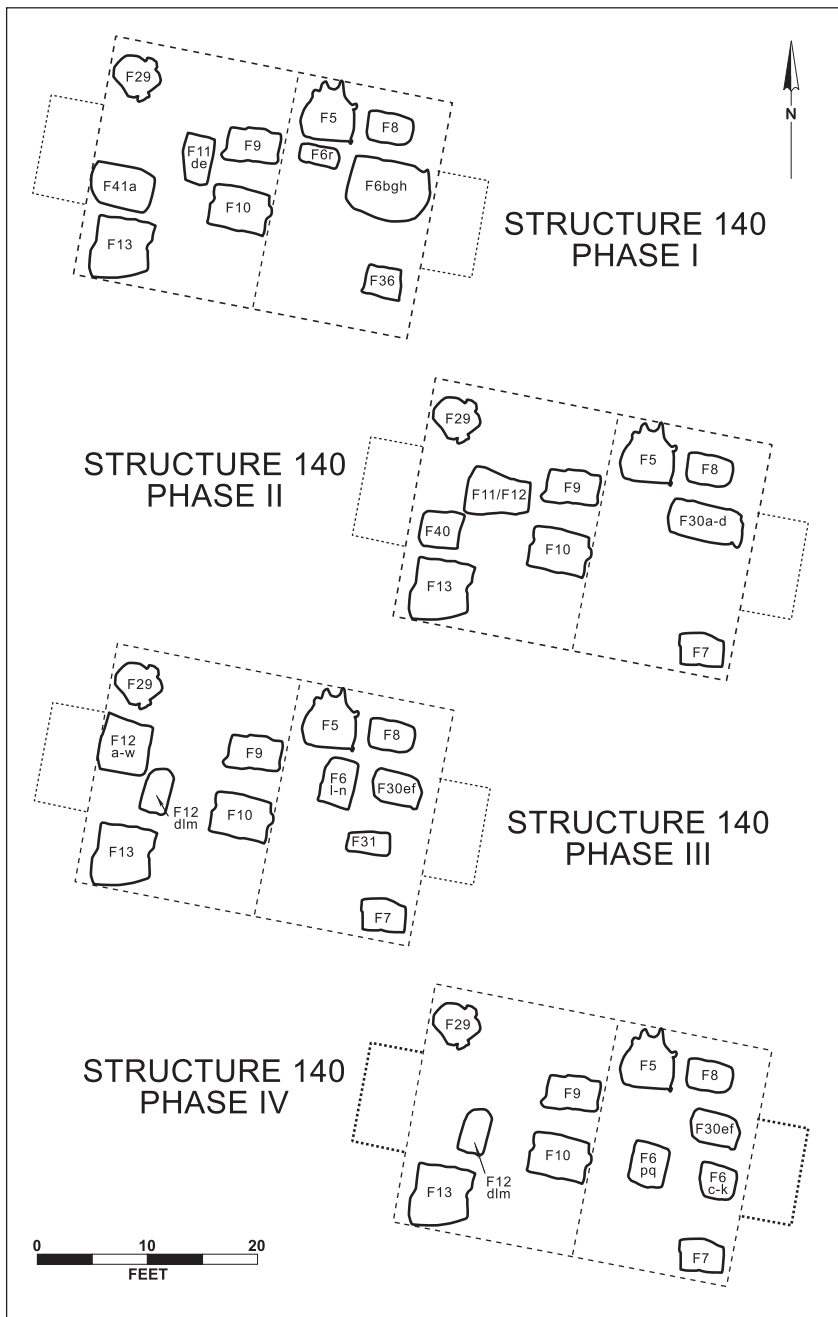 F29
F5
F8
N
F11
de
F9
F6r
F41a
F10
F6bgh
F13
F36
STRUCTURE 140
PHASE I
F29
F5
F8
STRUCTURE 140
PHASE II
F11/F12
F9
F40
F30a-d
F10
F13
F7
F29
F5
F8
F12
a-w
F9
F6
l-n
F30ef
F12
dlm
F10
F31
F13
F7
STRUCTURE 140
PHASE III
F29
F5
F8
STRUCTURE 140
PHASE IV
F9
F30ef
F10
F6
pq
F6
c-k
F12
dlm
F13
F7
0 10 20
FEET